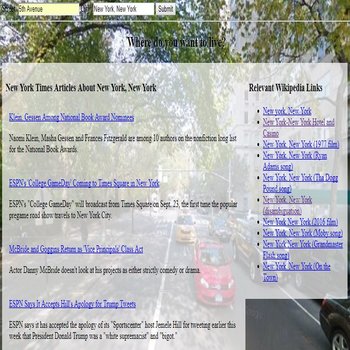 Street: 5th Avenue City: New York, New York Submit
Where do you want to live?
New York Times Articles About New York, New York
Klein, Gessen Among National Book Award Nominees
Naomi Klein, Masha Gessen and Frances Fitzgerald are among 10 authors on the nonfiction long list
for the National Book Awards.
ESPN's 'College GameDay' Coming to Times Square in New York
ESPN's "College GameDay" will broadcast from Times Square on Sept. 23, the first time the popular
pregame road show travels to New York City.
McBride and Goggins Return as 'Vice Principals' Class Act
Actor Danny McBride doesn't look at his projects as either strictly comedy or drama.
ESPN Says It Accepts Hill's Apology for Trump Tweets
ESPN says it has accepted the apology of its "Sportscenter" host Jemele Hill for tweeting earlier this
week that President Donald Trump was a "white supremacist" and "bigot."
Relevant Wikipedia Links
New york, New York
New York-New York Hotel and
Casino
New York, New York (1977 film)
New York, New York (Ryan
Adams song)
New York, New York (Tha Dogg
Pound song)
New York, New York
(disambiguation)
New York New York (2016 film)
New York, New York (Moby song)
New York New York (Grandmaster
Flash song)
New York, New York (On the
Town)